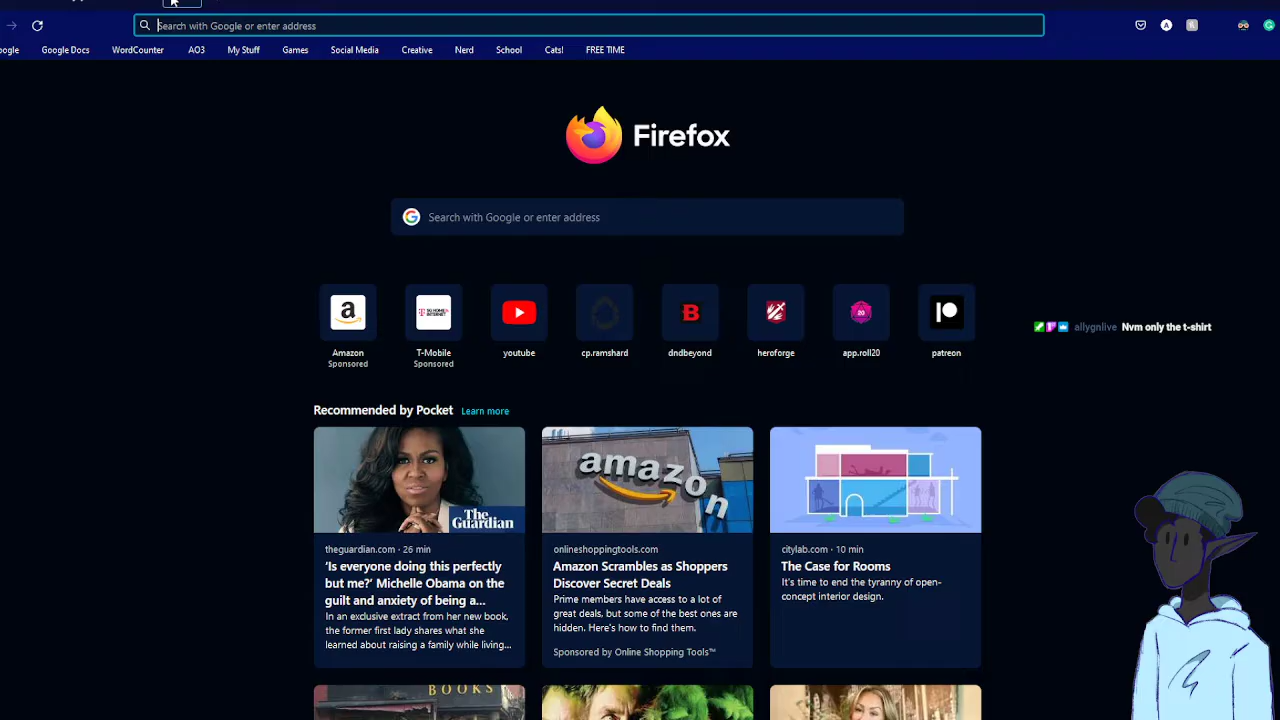 Search with Google or enter address
ogle
Google Docs
WordCounter
AO3
My Stuff
Games
Social Media
Creative
Nerd
School
Cats!
FREE TIME
Firefox
Search with Google or enter address
Amazon
Sponsored
T-Mobile
Sponsored
youtube
cp.ramshard
dndbeyond
heroforge
app.roll20
patreon
allygnlive Nvm only the t-shirt
Recommended by Pocket Learn more
The
Guardian
theguardian.com · 26 min
‘Is everyone doing this perfectly
but me?’ Michelle Obama on the
guilt and anxiety of being a...
In an exclusive extract from her new book,
the former first lady shares what she
learned about raising a family while living...
amazon
onlineshoppingtools.com
Amazon Scrambles as Shoppers
Discover Secret Deals
Prime members have access to a lot of
great deals, but some of the best ones are
hidden. Here’s how to find them.
Sponsored by Online Shopping Tools™
citylab.com · 10 min
The Case for Rooms
It’s time to end the tyranny of open-
concept interior design.
BOOKS